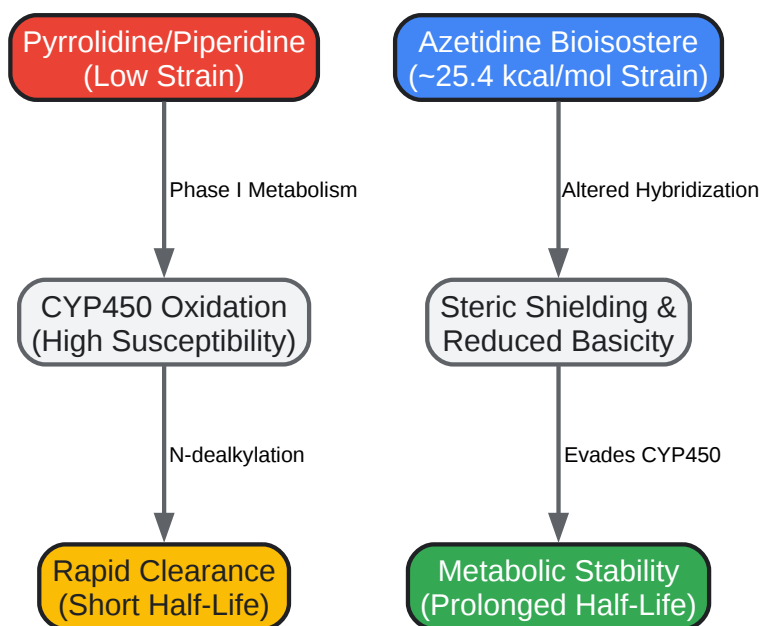 Pyrrolidine/Piperidine
(Low Strain)
Phase I Metabolism
CYP450 Oxidation
(High Susceptibility)
N-dealkylation
Rapid Clearance
(Short Half-Life)
Azetidine Bioisostere
(~25.4 kcal/mol Strain)
Altered Hybridization
Steric Shielding &
Reduced Basicity
Evades CYP450
Metabolic Stability
(Prolonged Half-Life)